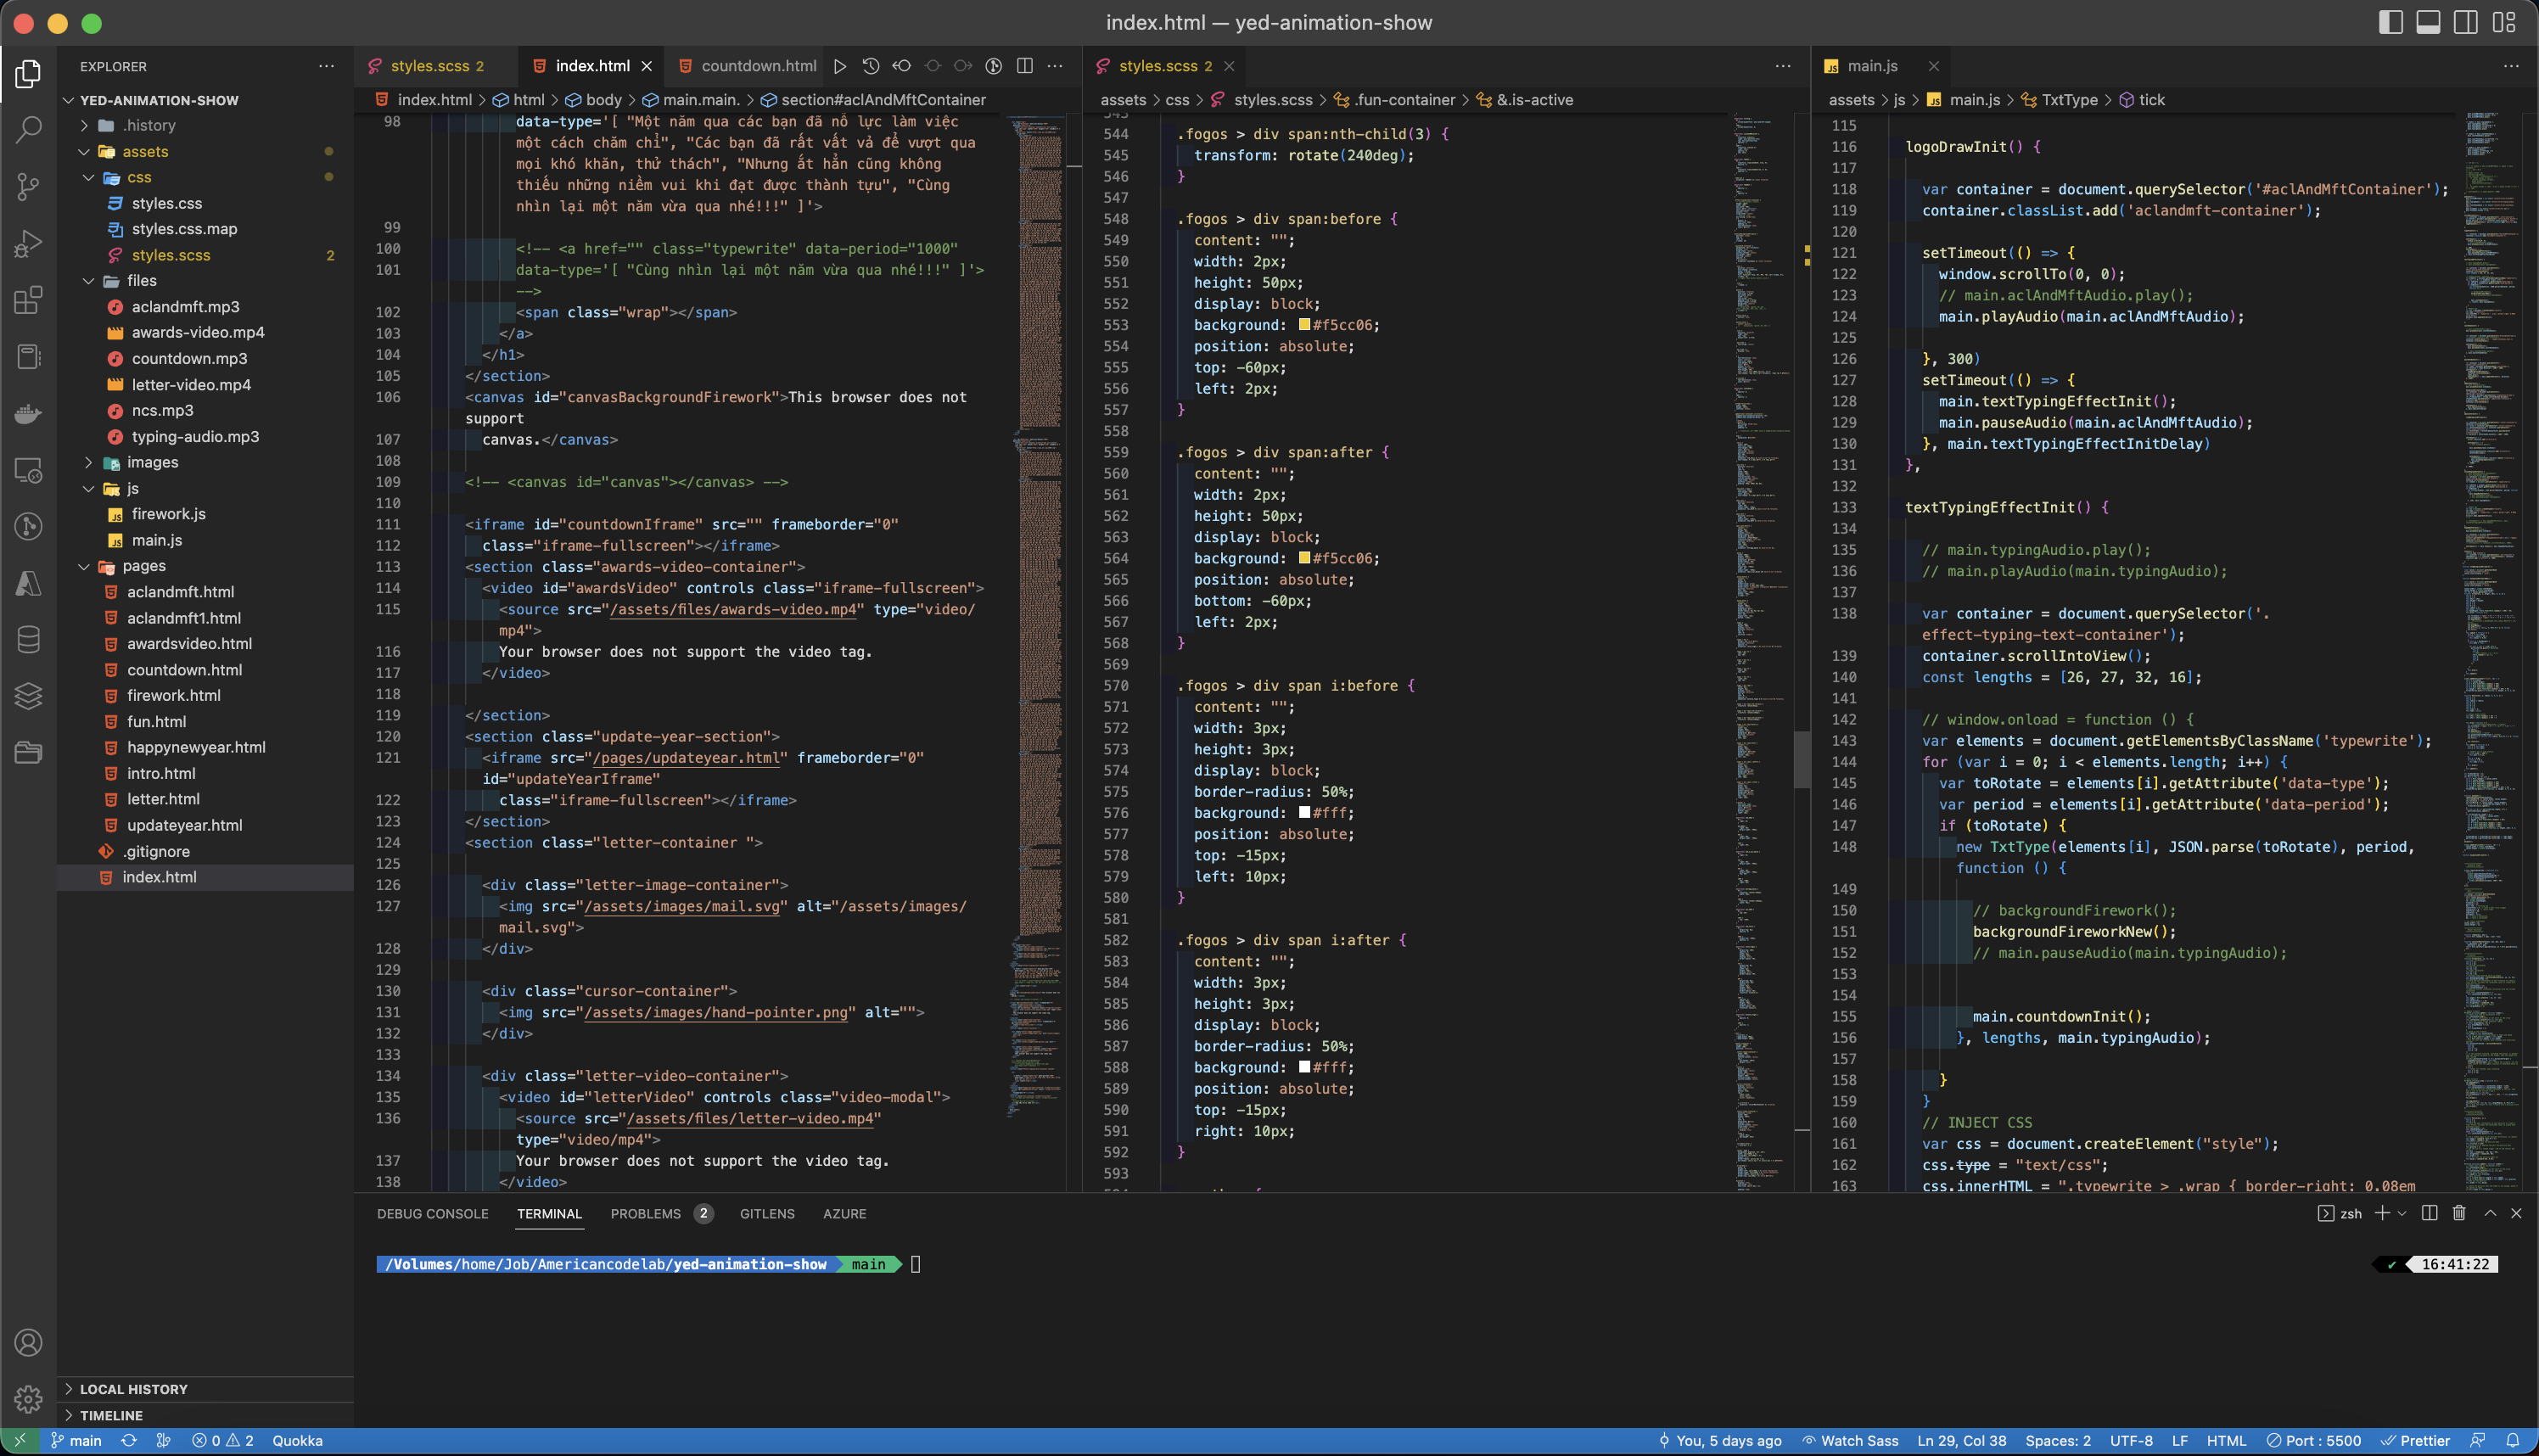 index.html — yed-animation-show
EXPLORER
YED-ANIMATION-SHOW
.history
assets
css
styles.css
styles.css.map
styles.scss 2
files
aclandmft.mp3
awards-video.mp4
countdown.mp3
letter-video.mp4
ncs.mp3
typing-audio.mp3
images
js
firework.js
main.js
pages
aclandmft.html
aclandmft1.html
awardsvideo.html
countdown.html
firework.html
fun.html
happynewyear.html
intro.html
letter.html
updateyear.html
.gitignore
index.html
LOCAL HISTORY
TIMELINE
styles.scss 2
index.html
countdown.html
index.html > html > body > main.main. > section#aclAndMftContainer
98 data-type='[ "Một năm qua các bạn đã nỗ lực làm việc
một cách chăm chỉ", "Các bạn đã rất vất vả để vượt qua
mọi khó khăn, thử thách", "Nhưng ắt hẳn cũng không
thiếu những niềm vui khi đạt được thành tựu", "Cùng
nhìn lại một năm vừa qua nhé!!!" ]'>
99
100 <!-- <a href="" class="typewrite" data-period="1000"
101 data-type='[ "Cùng nhìn lại một năm vừa qua nhé!!!" ]'>
-->
102 <span class="wrap"></span>
103 </a>
104 </h1>
105 </section>
106 <canvas id="canvasBackgroundFirework">This browser does not
support
107 canvas.</canvas>
108
109 <!-- <canvas id="canvas"></canvas> -->
110
111 <iframe id="countdownIframe" src="" frameborder="0"
112 class="iframe-fullscreen"></iframe>
113 <section class="awards-video-container">
114 <video id="awardsVideo" controls class="iframe-fullscreen">
115 <source src="/assets/files/awards-video.mp4" type="video/
mp4">
116 Your browser does not support the video tag.
117 </video>
118
119 </section>
120 <section class="update-year-section">
121 <iframe src="/pages/updateyear.html" frameborder="0"
id="updateYearIframe"
122 class="iframe-fullscreen"></iframe>
123 </section>
124 <section class="letter-container ">
125
126 <div class="letter-image-container">
127 <img src="/assets/images/mail.svg" alt="/assets/images/
mail.svg">
128 </div>
129
130 <div class="cursor-container">
131 <img src="/assets/images/hand-pointer.png" alt="">
132 </div>
133
134 <div class="letter-video-container">
135 <video id="letterVideo" controls class="video-modal">
136 <source src="/assets/files/letter-video.mp4"
type="video/mp4">
137 Your browser does not support the video tag.
138 </video>
styles.scss 2
assets > css > styles.scss > .fun-container > &.is-active
543
544 .fogos > div span:nth-child(3) {
545 transform: rotate(240deg);
546 }
547
548 .fogos > div span:before {
549 content: "";
550 width: 2px;
551 height: 50px;
552 display: block;
553 background: #f5cc06;
554 position: absolute;
555 top: -60px;
556 left: 2px;
557 }
558
559 .fogos > div span:after {
560 content: "";
561 width: 2px;
562 height: 50px;
563 display: block;
564 background: #f5cc06;
565 position: absolute;
566 bottom: -60px;
567 left: 2px;
568 }
569
570 .fogos > div span i:before {
571 content: "";
572 width: 3px;
573 height: 3px;
574 display: block;
575 border-radius: 50%;
576 background: #fff;
577 position: absolute;
578 top: -15px;
579 left: 10px;
580 }
581
582 .fogos > div span i:after {
583 content: "";
584 width: 3px;
585 height: 3px;
586 display: block;
587 border-radius: 50%;
588 background: #fff;
589 position: absolute;
590 top: -15px;
591 right: 10px;
592 }
593
main.js
assets > js > main.js > TxtType > tick
115
116 logoDrawInit() {
117
118 var container = document.querySelector('#aclAndMftContainer');
119 container.classList.add('aclandmft-container');
120
121 setTimeout(() => {
122 window.scrollTo(0, 0);
123 // main.aclAndMftAudio.play();
124 main.playAudio(main.aclAndMftAudio);
125
126 }, 300)
127 setTimeout(() => {
128 main.textTypingEffectInit();
129 main.pauseAudio(main.aclAndMftAudio);
130 }, main.textTypingEffectInitDelay)
131 },
132
133 textTypingEffectInit() {
134
135 // main.typingAudio.play();
136 // main.playAudio(main.typingAudio);
137
138 var container = document.querySelector('.
effect-typing-text-container');
139 container.scrollIntoView();
140 const lengths = [26, 27, 32, 16];
141
142 // window.onload = function () {
143 var elements = document.getElementsByClassName('typewrite');
144 for (var i = 0; i < elements.length; i++) {
145 var toRotate = elements[i].getAttribute('data-type');
146 var period = elements[i].getAttribute('data-period');
147 if (toRotate) {
148 new TxtType(elements[i], JSON.parse(toRotate), period,
function () {
149
150 // backgroundFirework();
151 backgroundFireworkNew();
152 // main.pauseAudio(main.typingAudio);
153
154
155 main.countdownInit();
156 }, lengths, main.typingAudio);
157
158 }
159 }
160 // INJECT CSS
161 var css = document.createElement("style");
162 css.type = "text/css";
163 css.innerHTML = ".typewrite > .wrap { border-right: 0.08em
DEBUG CONSOLE TERMINAL PROBLEMS 2 GITLENS AZURE
zsh
/Volumes/home/Job/Americancodelab/yed-animation-show main
✔ 16:41:22
main 0 2 Quokka
You, 5 days ago Watch Sass Ln 29, Col 38 Spaces: 2 UTF-8 LF HTML Port : 5500 Prettier